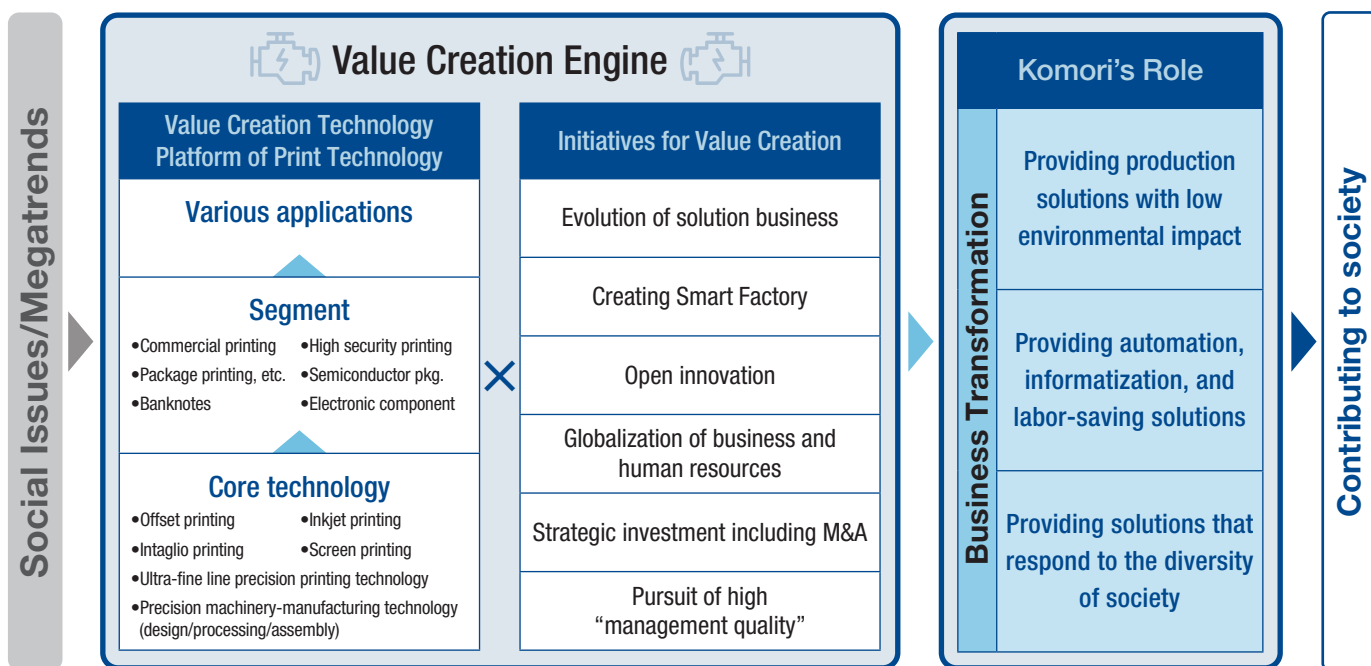 Social Issues/Megatrends
Value Creation Engine
Value Creation Technology
Platform of Print Technology
Various applications
Segment
•Commercial printing
•High security printing
•Package printing, etc.
•Semiconductor pkg.
•Banknotes
•Electronic component
Core technology
•Offset printing
•Inkjet printing
•Intaglio printing
•Screen printing
•Ultra-fine line precision printing technology
•Precision machinery-manufacturing technology
(design/processing/assembly)
×
Initiatives for Value Creation
Evolution of solution business
Creating Smart Factory
Open innovation
Globalization of business and
human resources
Strategic investment including M&A
Pursuit of high
“management quality”
Komori’s Role
Business Transformation
Providing production
solutions with low
environmental impact
Providing automation,
informatization, and
labor-saving solutions
Providing solutions that
respond to the diversity
of society
Contributing to society